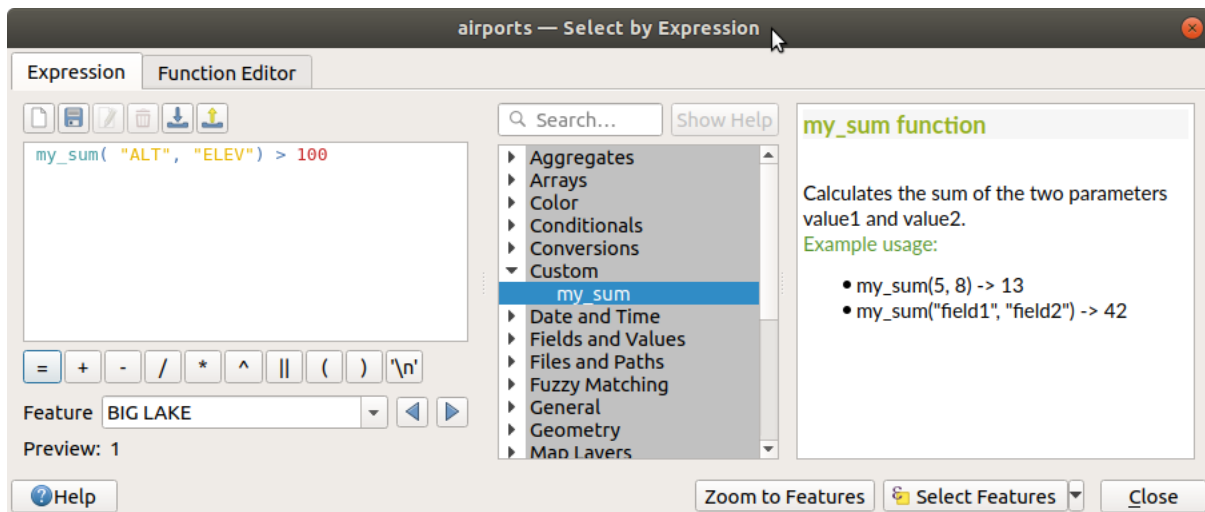 airports — Select by Expression
Expression
Function Editor
my_sum( "ALT", "ELEV") > 100
= + - / * ^ || ( ) '\n'
Feature BIG LAKE
Preview: 1
Search...
Show Help
Aggregates
Arrays
Color
Conditionals
Conversions
Custom
my_sum
Date and Time
Fields and Values
Files and Paths
Fuzzy Matching
General
Geometry
Map Layers
my_sum function
Calculates the sum of the two parameters
value1 and value2.
Example usage:
• my_sum(5, 8) -> 13
• my_sum("field1", "field2") -> 42
Help
Zoom to Features
Select Features
Close